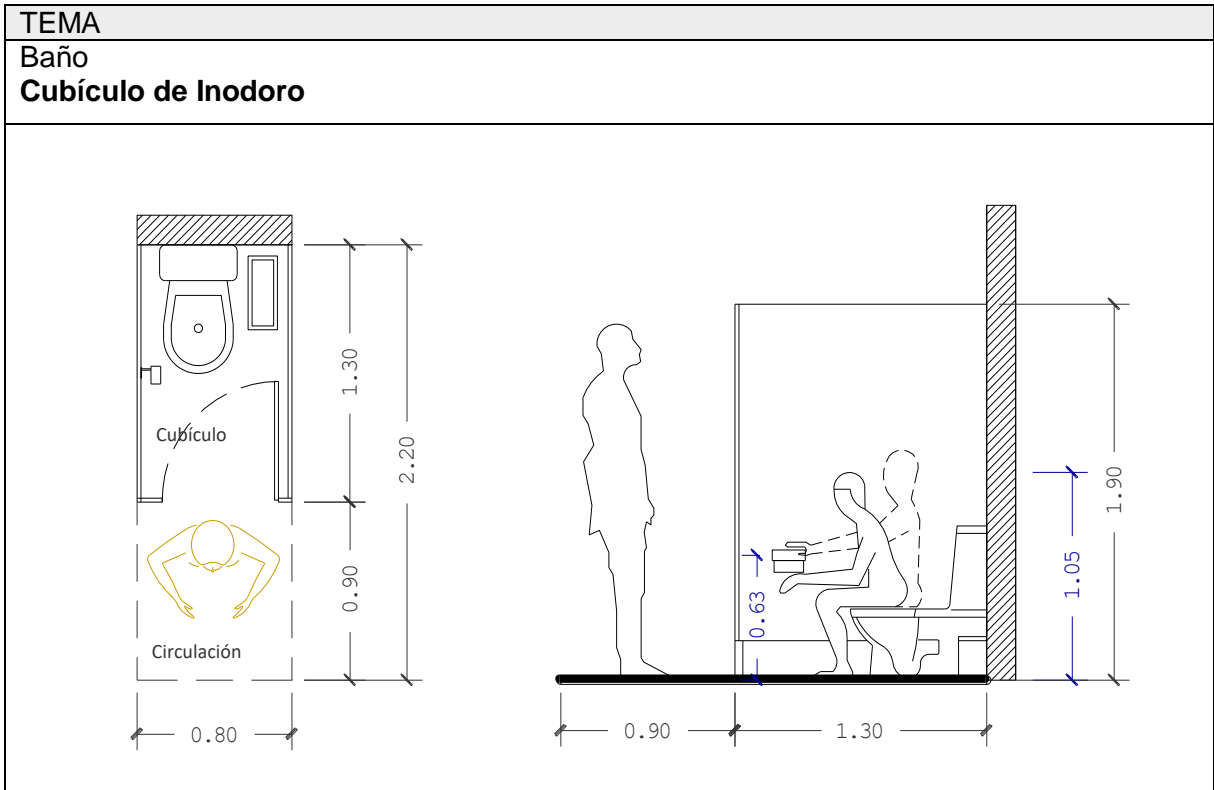 TEMA
Baño
Cubículo de Inodoro
1.30
2.20
Cubículo
0.90
Circulación
0.80
1.90
1.05
0.63
0.90
1.30